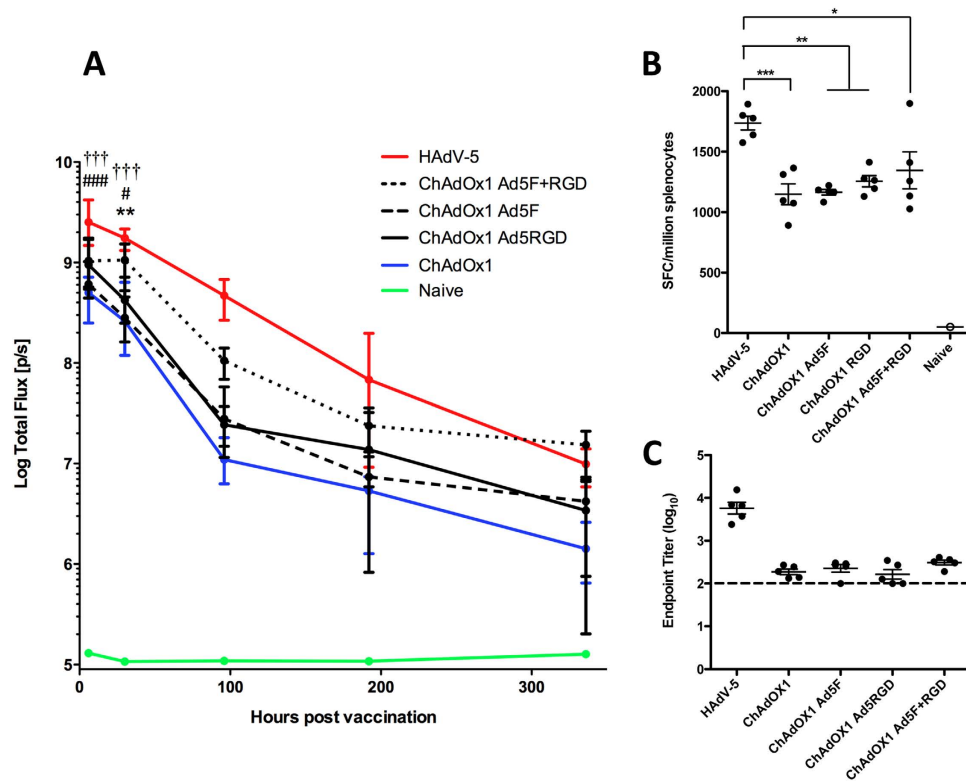 A
Log Total Flux [p/s]
10
9
8
7
6
5
0
100
200
300
Hours post vaccination
†††
###
†††
#
**
HAdV-5
ChAdOx1 Ad5F+RGD
ChAdOx1 Ad5F
ChAdOx1 Ad5RGD
ChAdOx1
Naive
B
*
**
***
SFC/million splenocytes
2000
1500
1000
500
0
HAdV-5
ChAdOX1
ChAdOX1 Ad5F
ChAdOX1 RGD
ChAdOX1 Ad5F+RGD
Naive
C
Endpoint Titer (log10)
5
4
3
2
1
0
HAdV-5
ChAdOX1
ChAdOX1 Ad5F
ChAdOX1 Ad5RGD
ChAdOX1 Ad5F+RGD